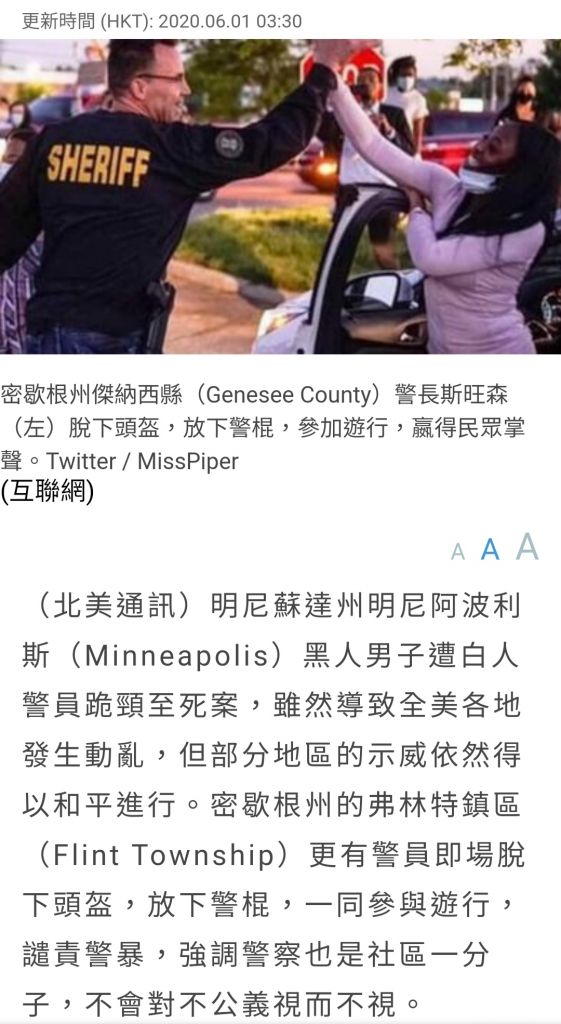 更新時間 (HKT): 2020.06.01 03:30
SHERIFF
密歇根州傑納西縣（Genesee County）警長斯旺森
（左）脫下頭盔，放下警棍，參加遊行，贏得民眾掌
聲。Twitter / MissPiper
(互聯網)
A A A
（北美通訊）明尼蘇達州明尼阿波利
斯（Minneapolis）黑人男子遭白人
警員跪頸至死案，雖然導致全美各地
發生動亂，但部分地區的示威依然得
以和平進行。密歇根州的弗林特鎮區
（Flint Township）更有警員即場脫
下頭盔，放下警棍，一同參與遊行，
譴責警暴，強調警察也是社區一分
子，不會對不公義視而不視。